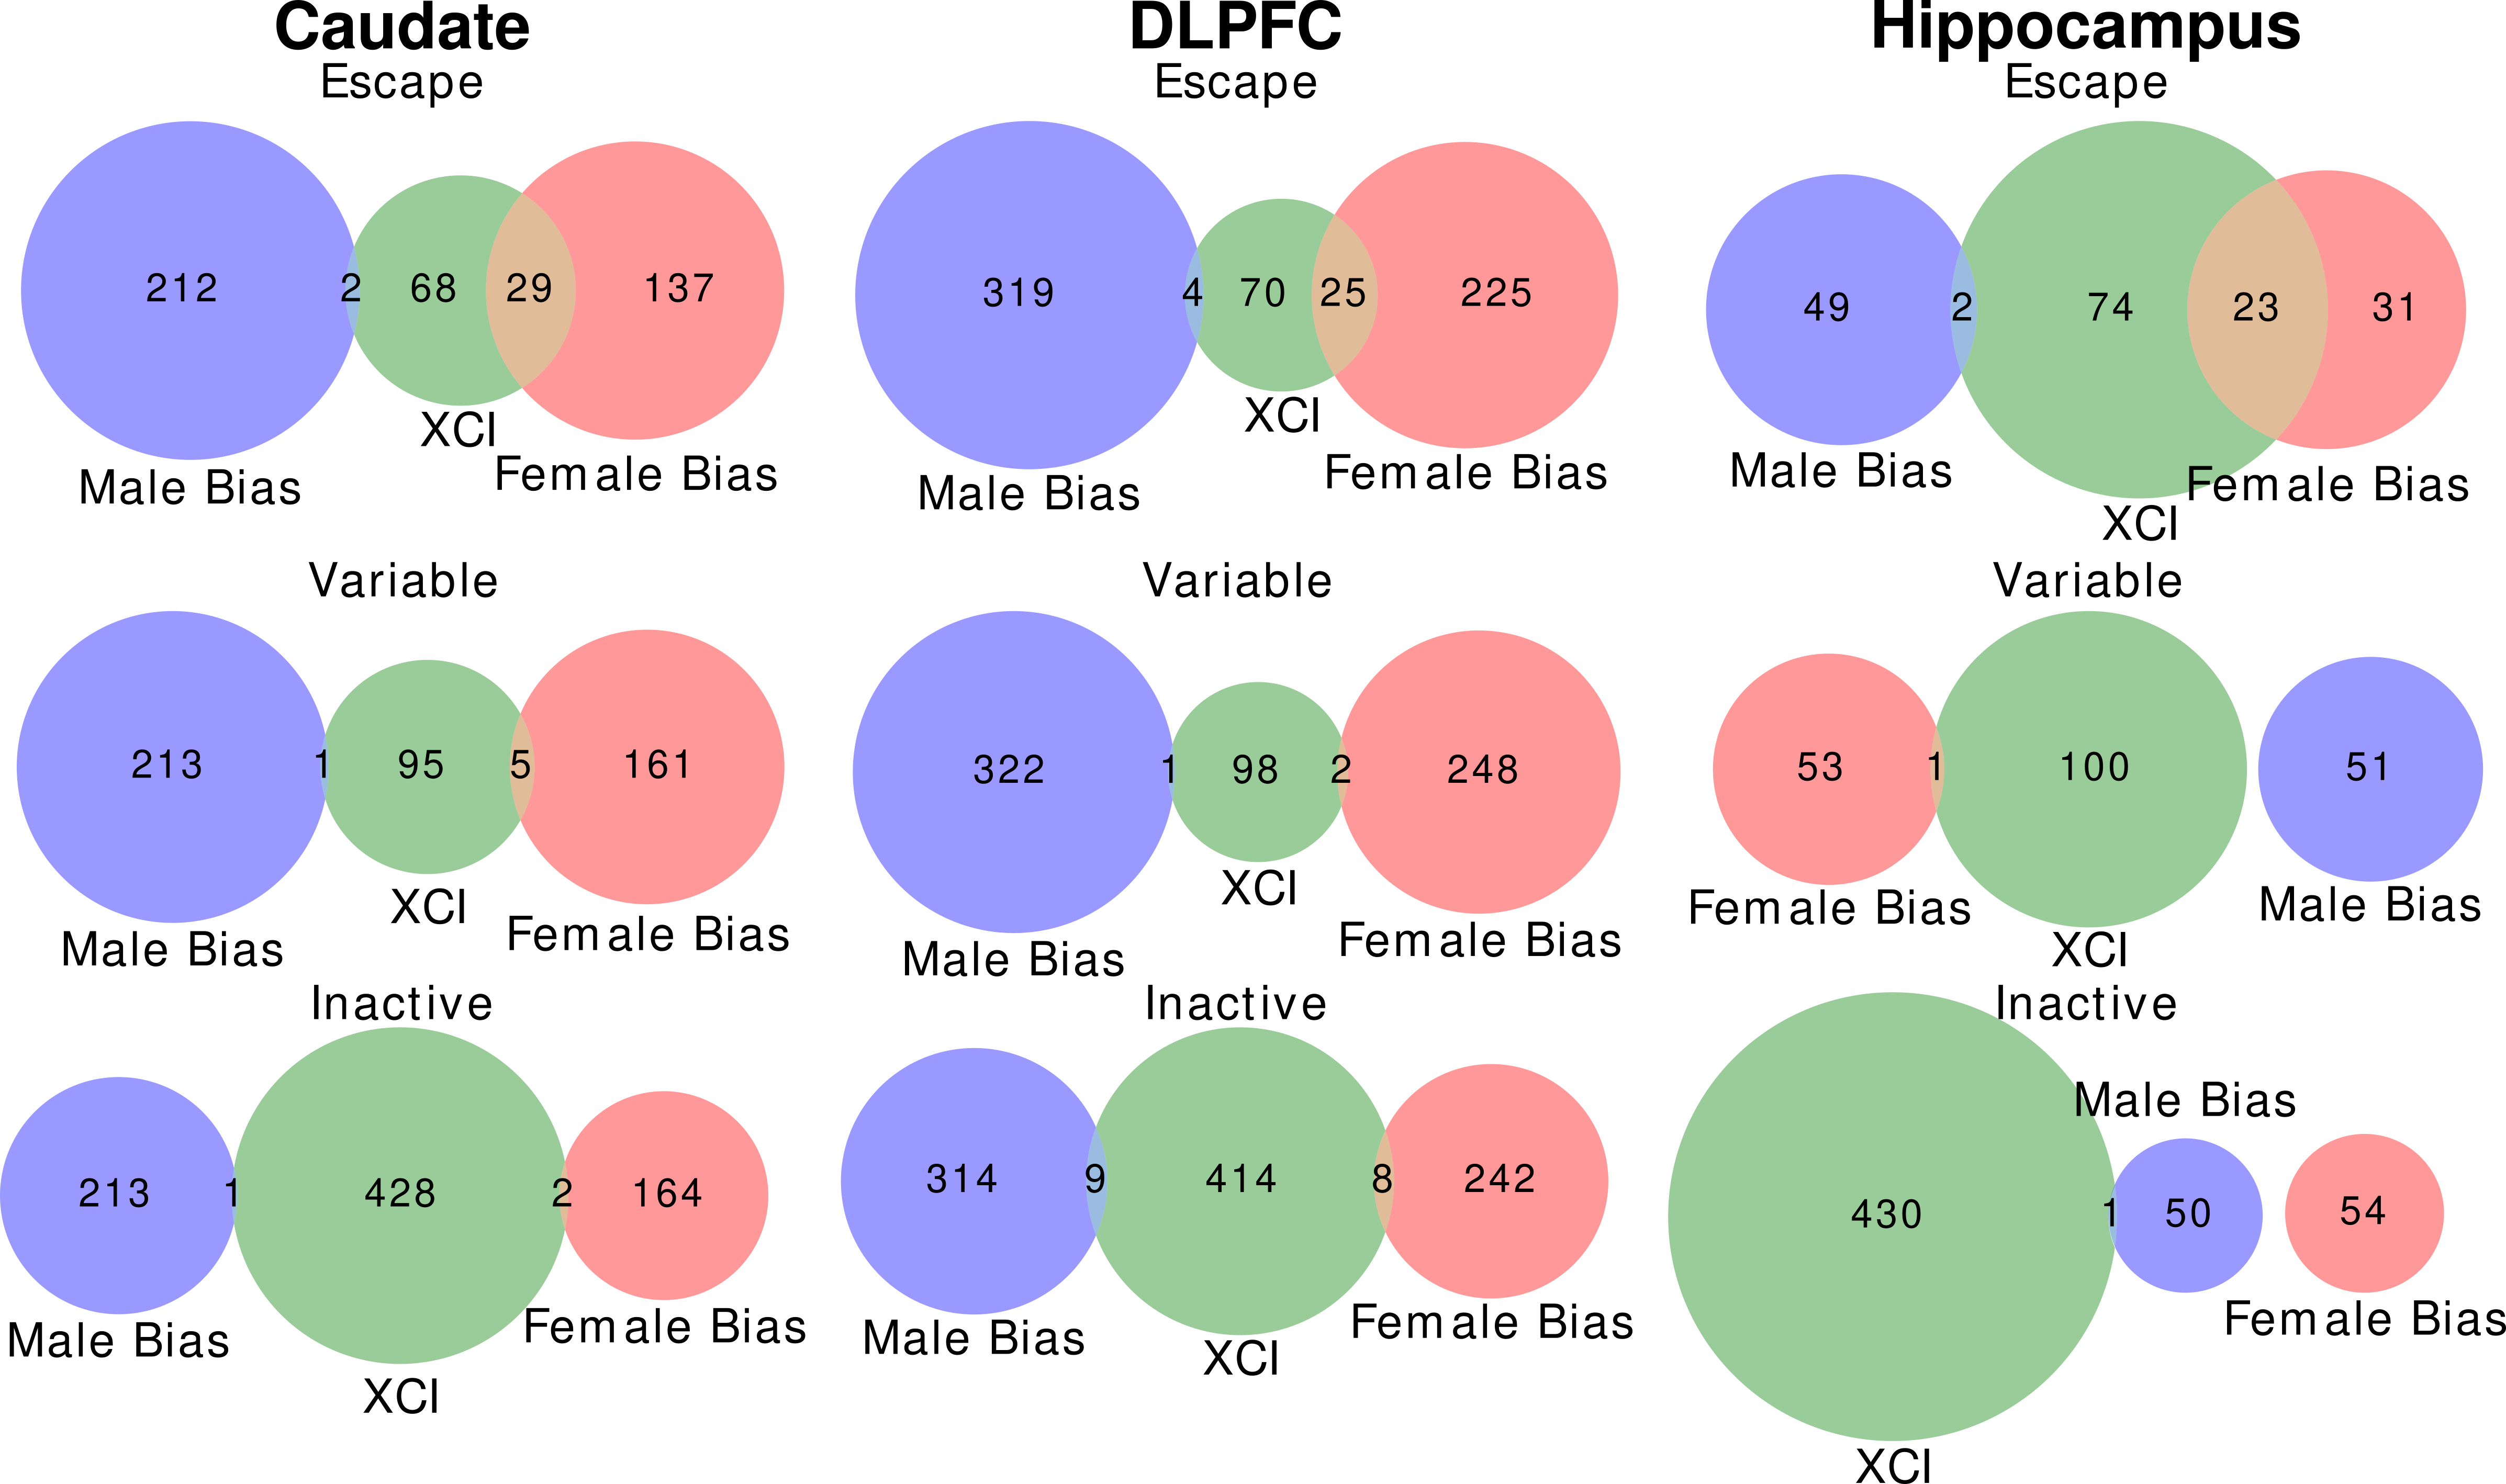 Caudate DLPFC Hippocampus
Escape Escape Escape
212 2 68 29 137 319 4 70 25 225 49 2 74 23 31
XCI XCI
Male Bias Female Bias Male Bias Female Bias Male Bias Female Bias
XCI
Variable Variable Variable
213 1 95 5 161 322 1 98 2 248 53 1 100 51
XCI XCI
Male Bias Female Bias Male Bias Female Bias Female Bias Male Bias
XCI
Inactive Inactive Inactive
Male Bias
213 1 428 2 164 314 9 414 8 242 430 1 50 54
Male Bias Female Bias Male Bias Female Bias Female Bias
XCI XCI
XCI